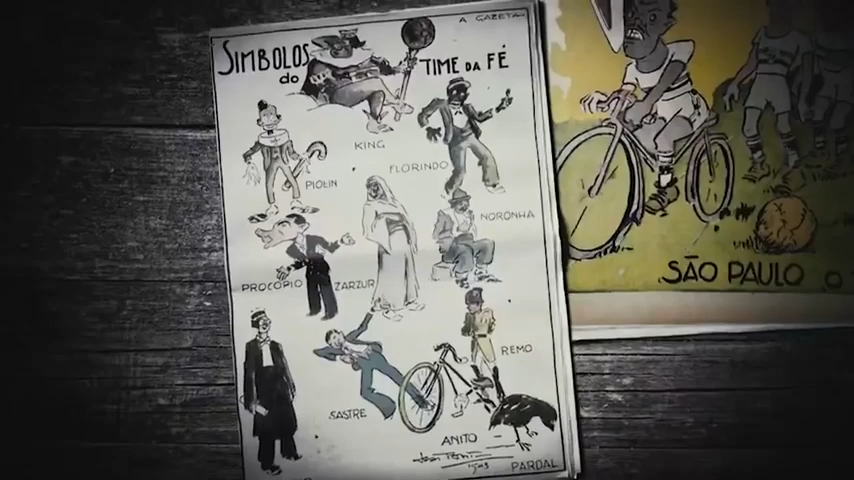 A GAZETA
SIMBOLOS
do
TIME DA FÉ
KING
FLORINDO
PIOLIN
NORONHA
PROCOPIO
ZARZUR
REMO
SASTRE
ANITO
PARDAL
SÃO PAULO O